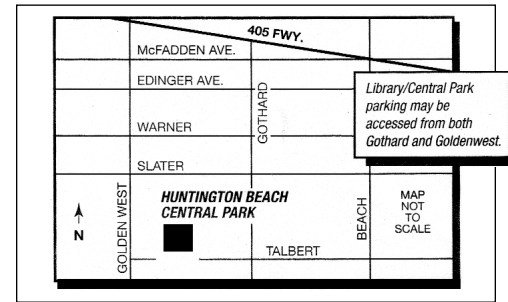 405 FWY.
McFADDEN AVE.
EDINGER AVE.
GOTHARD
WARNER
SLATER
Library/Central Park
parking may be
accessed from both
Gothard and Goldenwest.
GOLDEN WEST
HUNTINGTON BEACH
CENTRAL PARK
BEACH
MAP
NOT
TO
SCALE
N
TALBERT